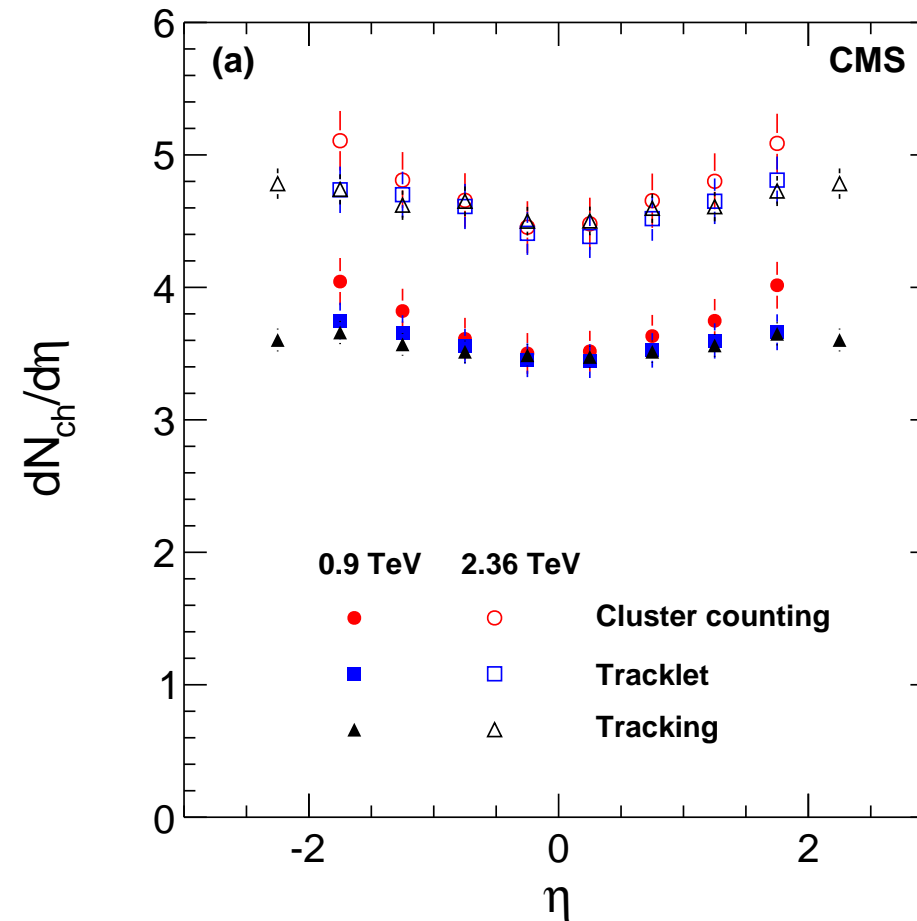 (a) CMS
6
5
4
3
2
1
0
dN_ch/dη
0.9 TeV 2.36 TeV
Cluster counting
Tracklet
Tracking
-2 0 2
η